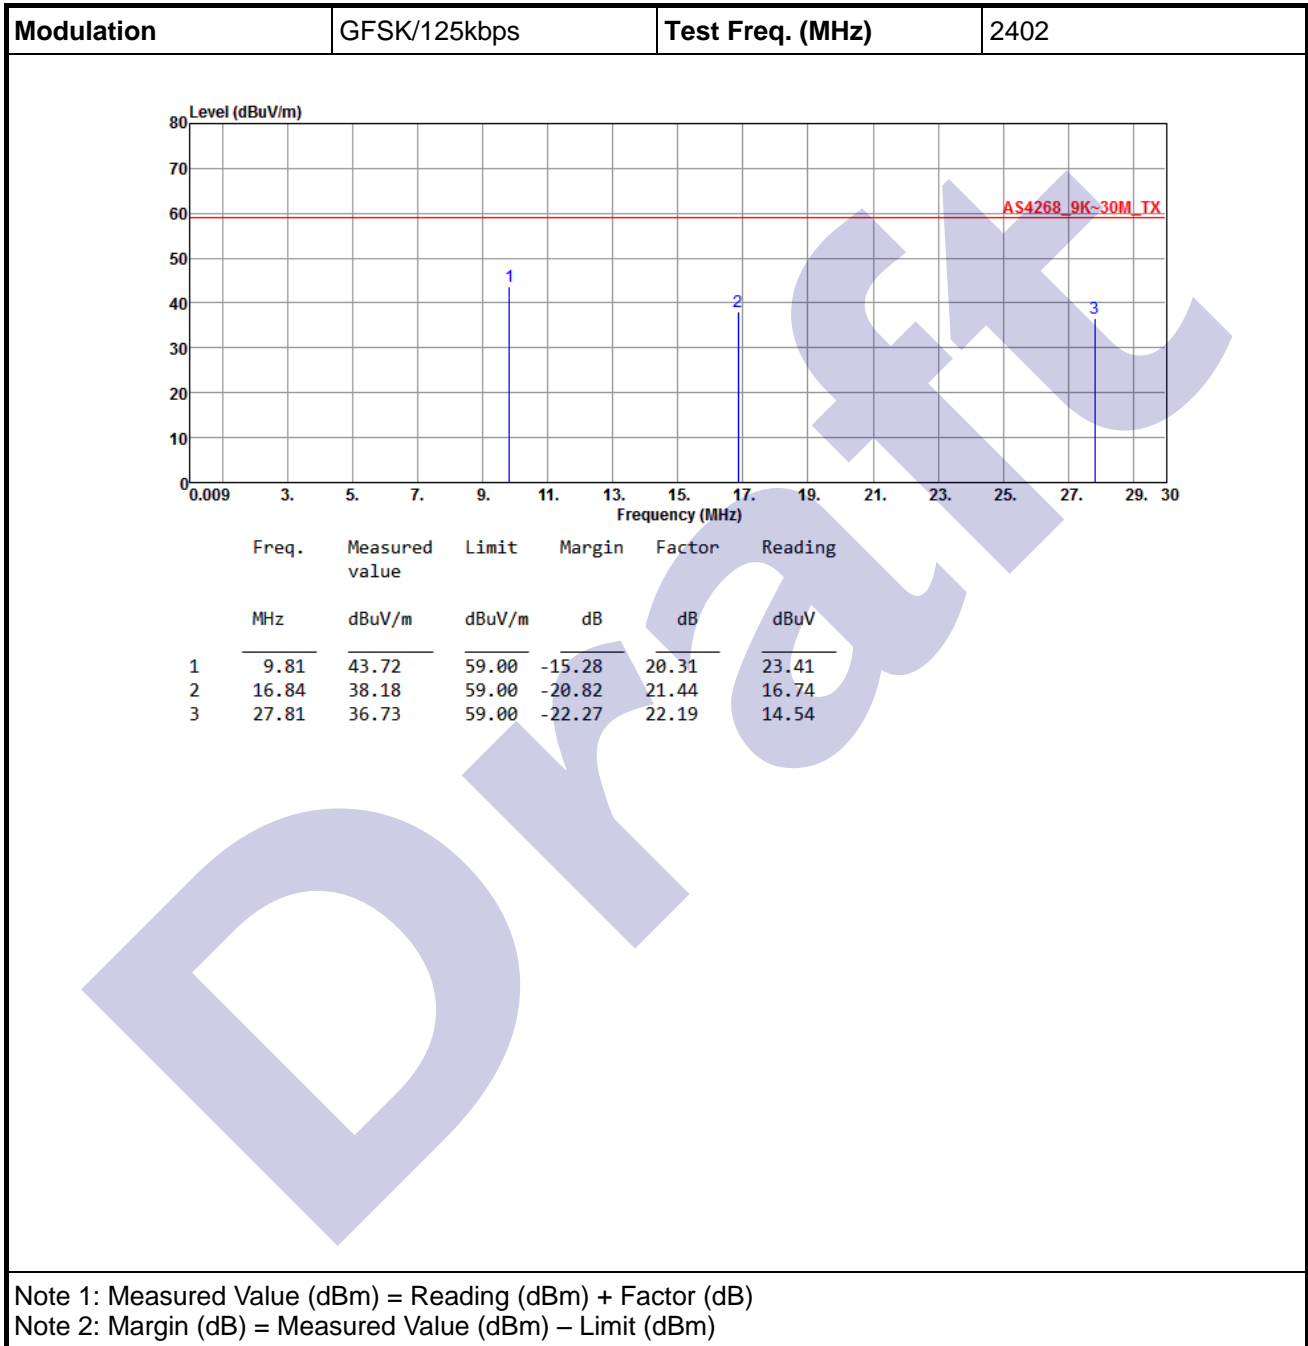 Modulation GFSK/125kbps Test Freq. (MHz) 2402
Level (dBuV/m)
80
70
60
AS4268_9K~30M_TX
50
1
40
2
3
30
20
10
0
0.009 3. 5. 7. 9. 11. 13. 15. 17. 19. 21. 23. 25. 27. 29. 30
Frequency (MHz)
Freq. Measured Limit Margin Factor Reading
value
MHz dBuV/m dBuV/m dB dB dBuV
1 9.81 43.72 59.00 -15.28 20.31 23.41
2 16.84 38.18 59.00 -20.82 21.44 16.74
3 27.81 36.73 59.00 -22.27 22.19 14.54
Draft
Note 1: Measured Value (dBm) = Reading (dBm) + Factor (dB)
Note 2: Margin (dB) = Measured Value (dBm) – Limit (dBm)